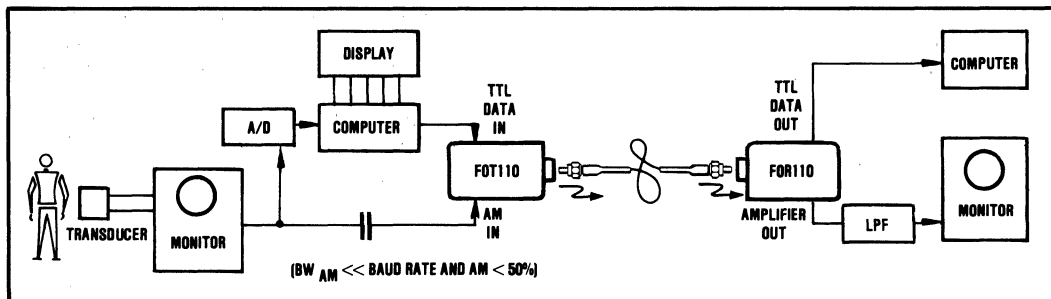 DISPLAY
COMPUTER
A/D
TTL
DATA
IN
FOT110
AM
IN
TRANSDUCER
MONITOR
(BW AM << BAUD RATE AND AM < 50%)
TTL
DATA
OUT
FOR110
AMPLIFIER
OUT
LPF
COMPUTER
MONITOR